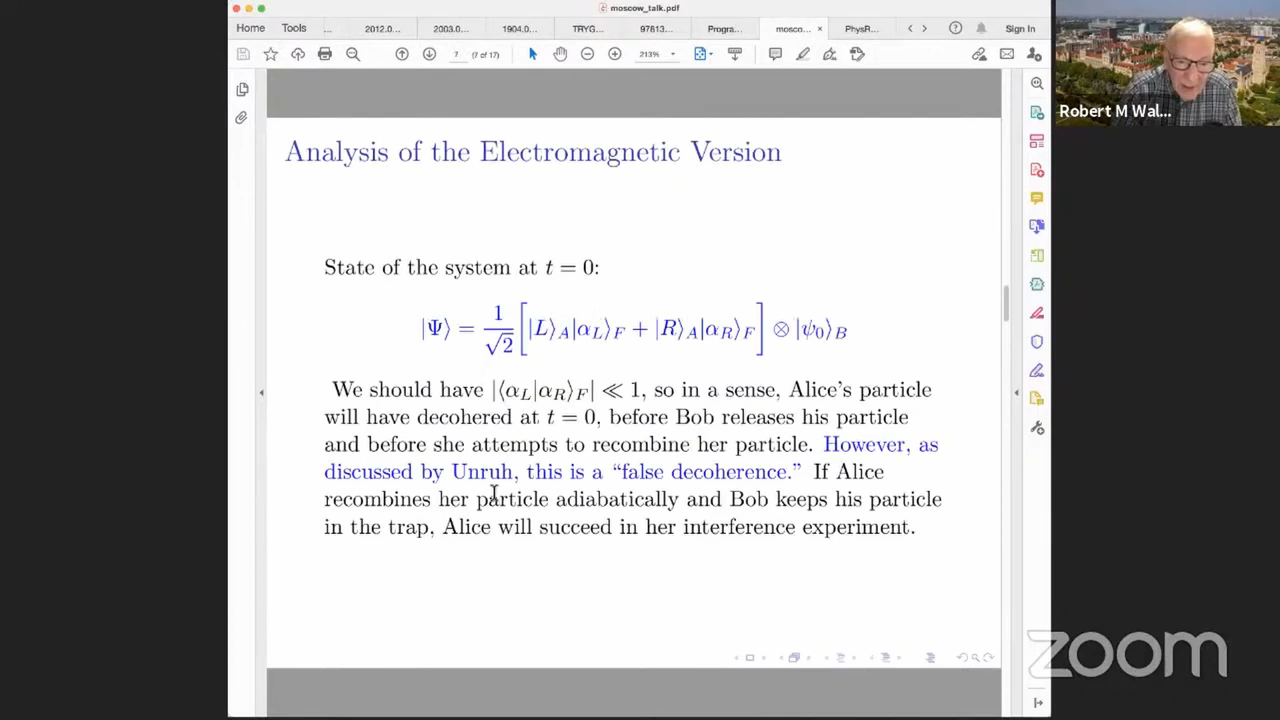 moscow_talk.pdf
Home Tools ... 2012.0... 2003.0... 1904.0... TRYG... 97813... Progra... mosco... × PhysR... Sign In
7 (7 of 17) 213%
Robert M Wal...
Analysis of the Electromagnetic Version
State of the system at t = 0:
|Ψ⟩ = 1/√2 [|L⟩_A|α_L⟩_F + |R⟩_A|α_R⟩_F] ⊗ |ψ_0⟩_B
We should have |⟨α_L|α_R⟩_F| ≪ 1, so in a sense, Alice's particle
will have decohered at t = 0, before Bob releases his particle
and before she attempts to recombine her particle. However, as
discussed by Unruh, this is a “false decoherence.” If Alice
recombines her particle adiabatically and Bob keeps his particle
in the trap, Alice will succeed in her interference experiment.
zoom